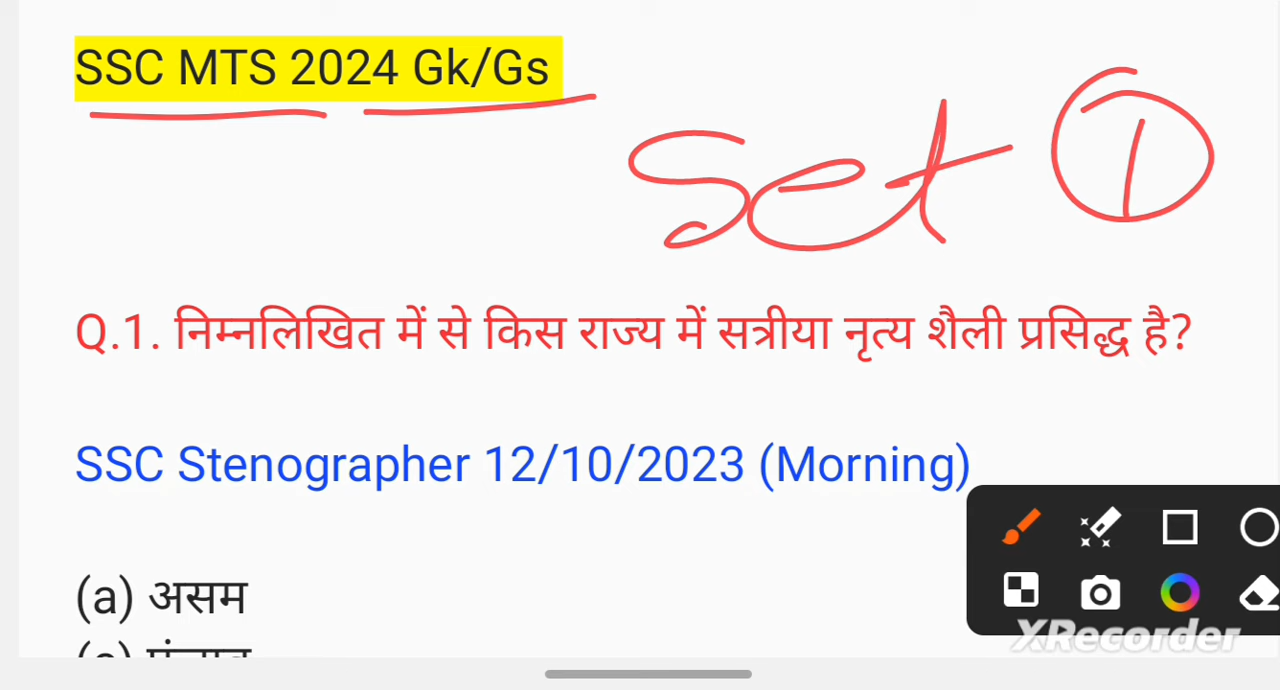 SSC MTS 2024 Gk/Gs
Set 1
Q.1. निम्नलिखित में से किस राज्य में सत्रीया नृत्य शैली प्रसिद्ध है?
SSC Stenographer 12/10/2023 (Morning)
(a) असम
XRecorder